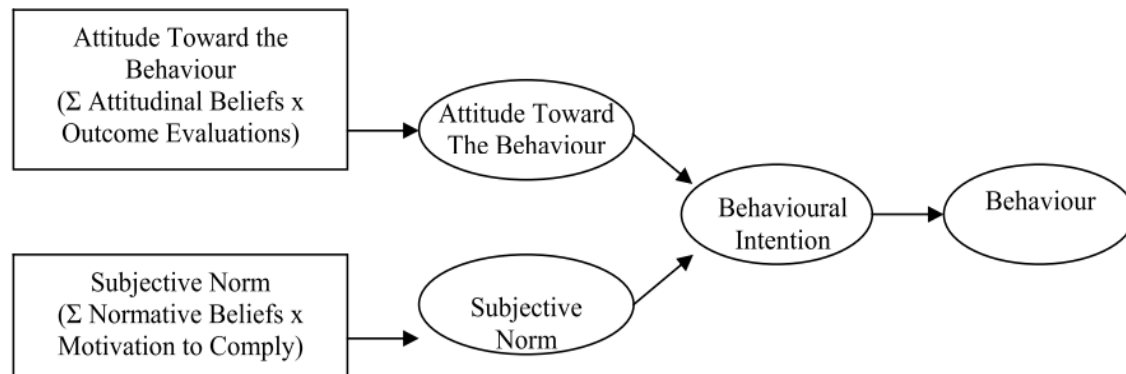 Attitude Toward the
Behaviour
(Σ Attitudinal Beliefs x
Outcome Evaluations)
Attitude Toward
The Behaviour
Behavioural
Intention
Behaviour
Subjective Norm
(Σ Normative Beliefs x
Motivation to Comply)
Subjective
Norm